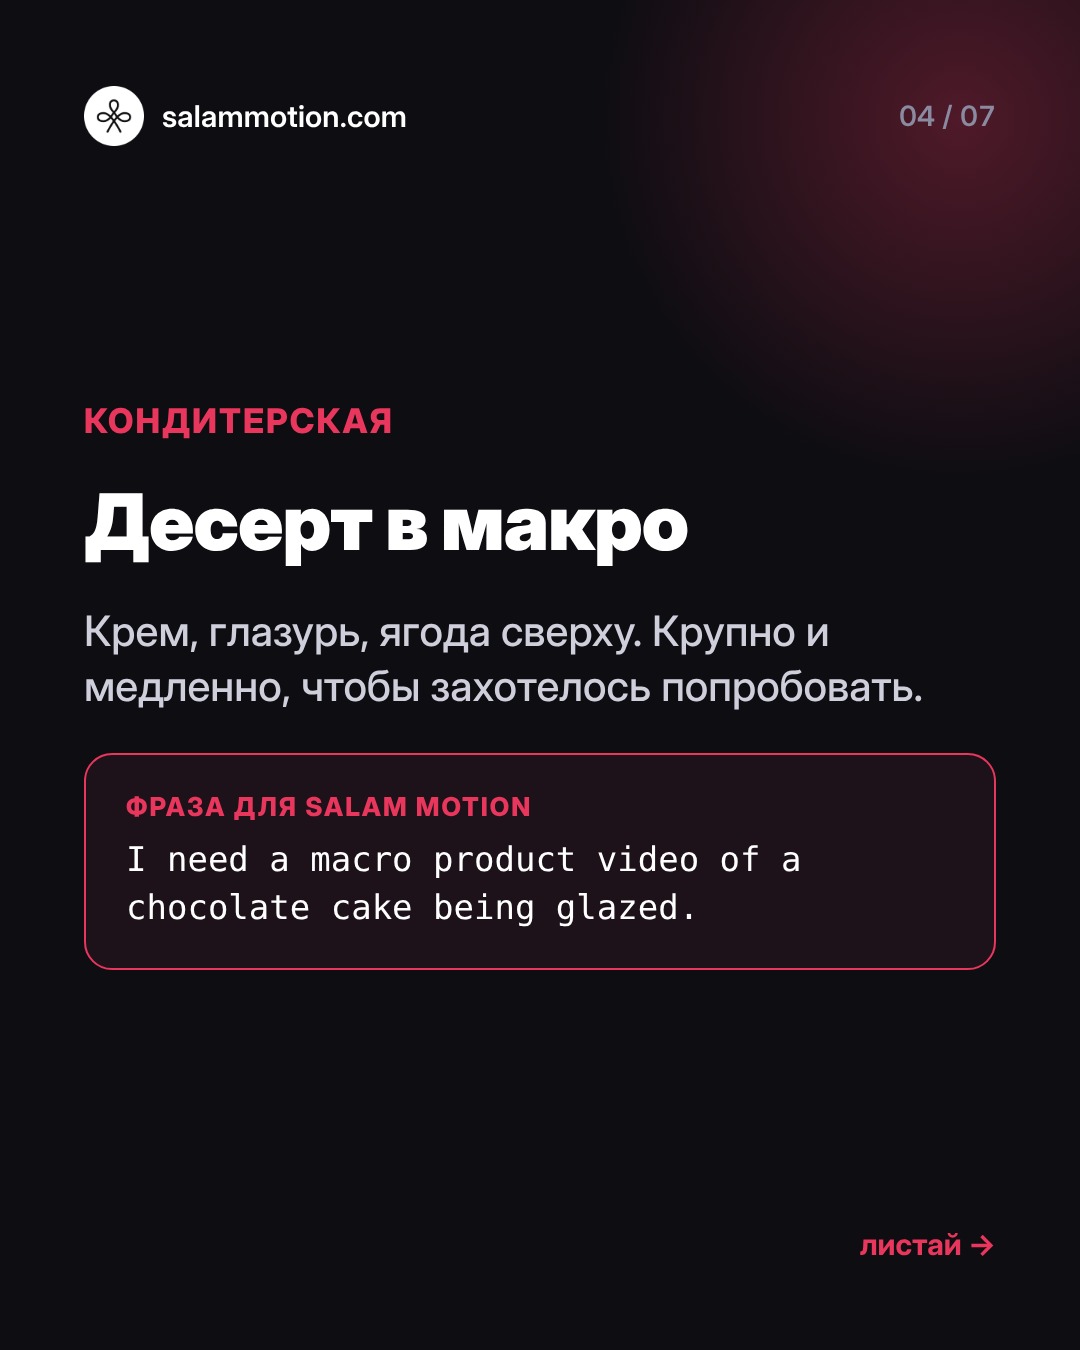 salammotion.com
04 / 07
КОНДИТЕРСКАЯ
Десерт в макро
Крем, глазурь, ягода сверху. Крупно и
медленно, чтобы захотелось попробовать.
ФРАЗА ДЛЯ SALAM MOTION
I need a macro product video of a
chocolate cake being glazed.
листай →